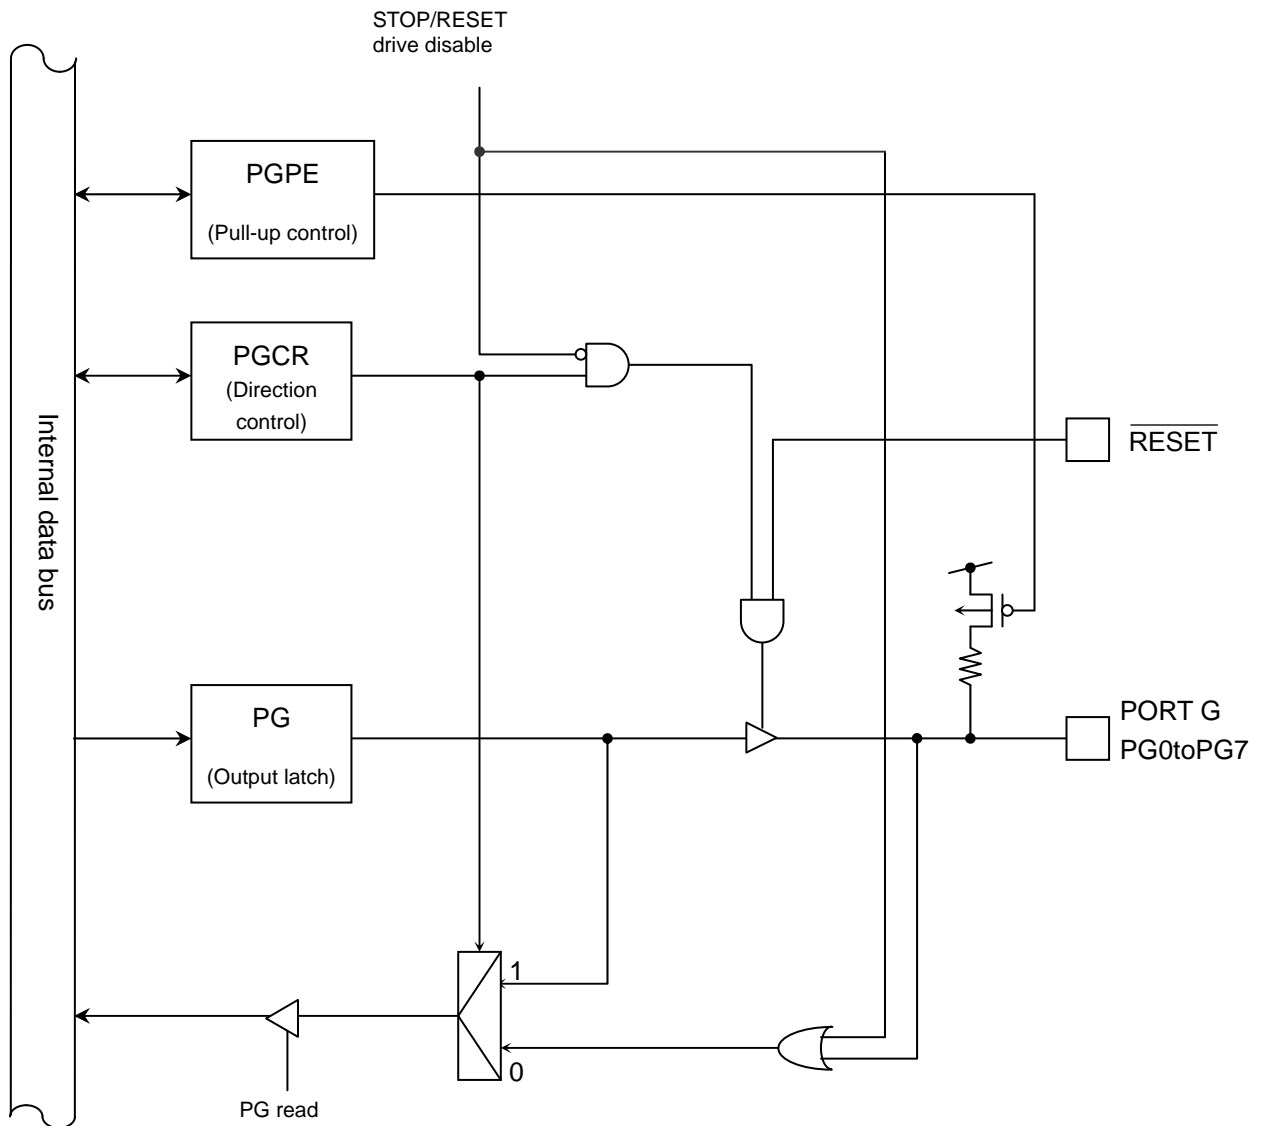 STOP/RESET
drive disable
PGPE
(Pull-up control)
PGCR
(Direction
control)
Internal data bus
RESET
PG
(Output latch)
PORT G
PG0toPG7
1
0
PG read